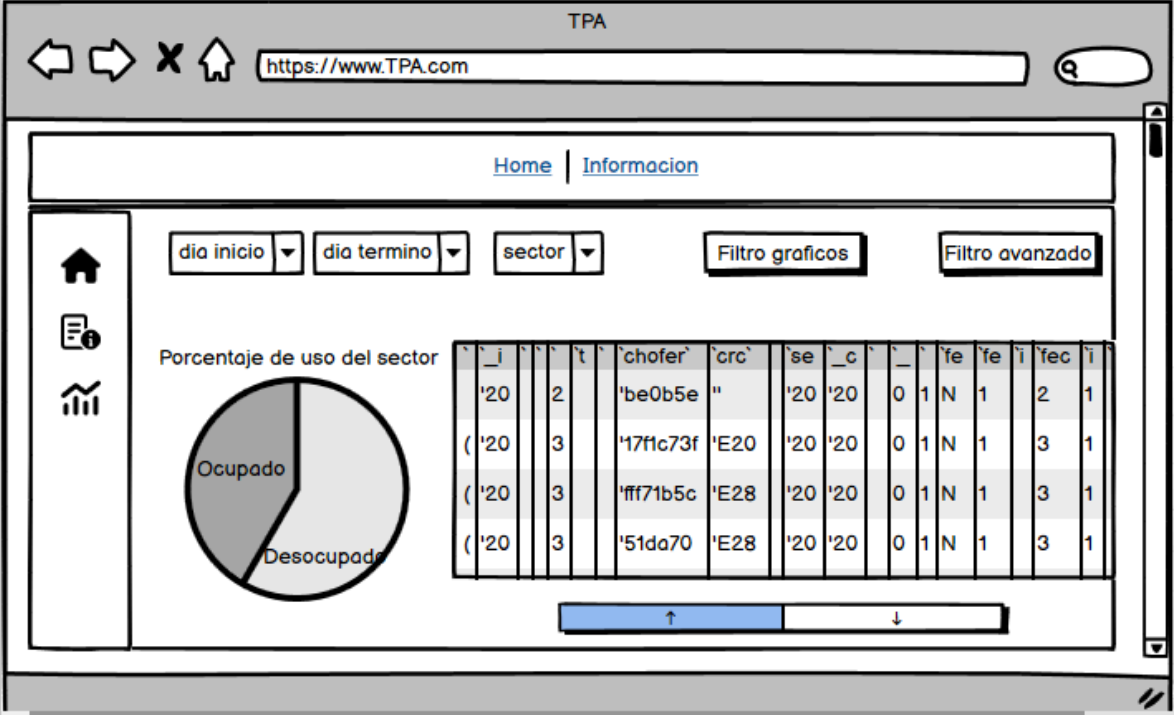 TPA
https://www.TPA.com
Home | Informacion
dia inicio dia termino sector Filtro graficos Filtro avanzado
Porcentaje de uso del sector
Ocupado
Desocupado
` `_i ` ` ` `t ` `chofer` `crc` `se `_c ` `_ ` `fe `fe `i `fec `i `
'20 2 'be0b5e '' '20 '20 0 1 N 1 2 1
( '20 3 '17f1c73f 'E20 '20 '20 0 1 N 1 3 1
( '20 3 'fff71b5c 'E28 '20 '20 0 1 N 1 3 1
( '20 3 '51da70 'E28 '20 '20 0 1 N 1 3 1
↑ ↓